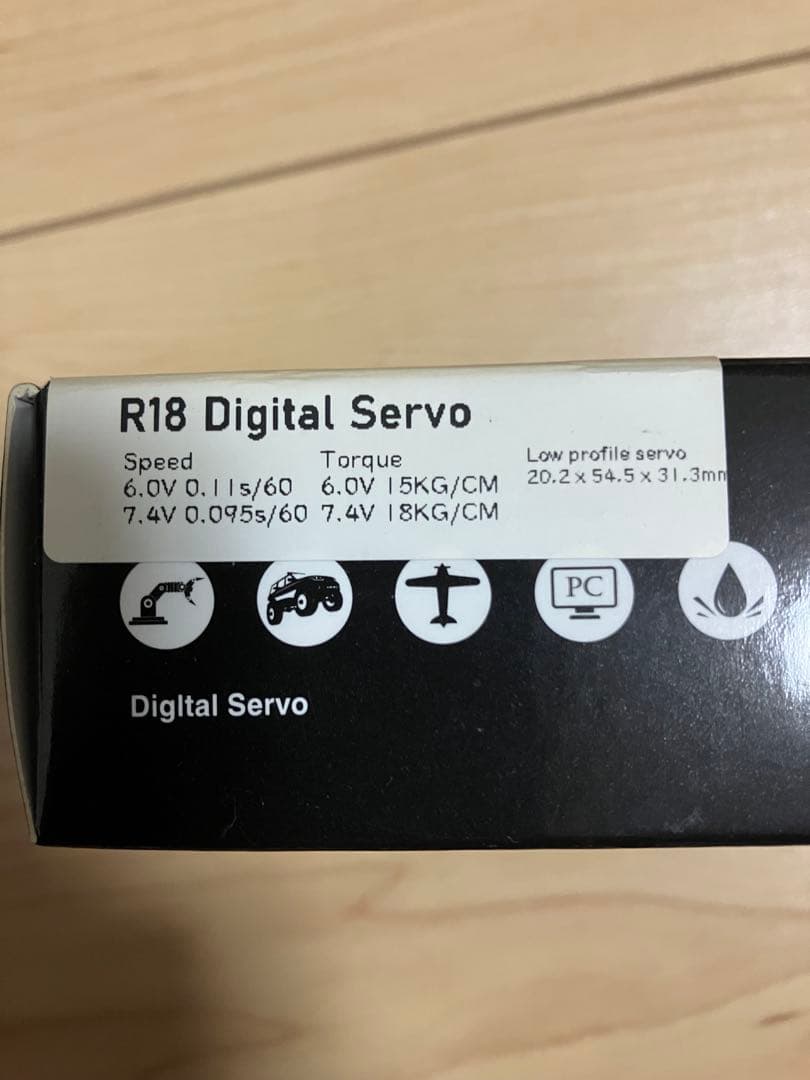 R18 Digital Servo
Speed
6.0V 0.11s/60
7.4V 0.095s/60
Torque
6.0V 15KG/CM
7.4V 18KG/CM
Low profile servo
20.2 x 54.5 x 31.3mm
PC
DigItal Servo